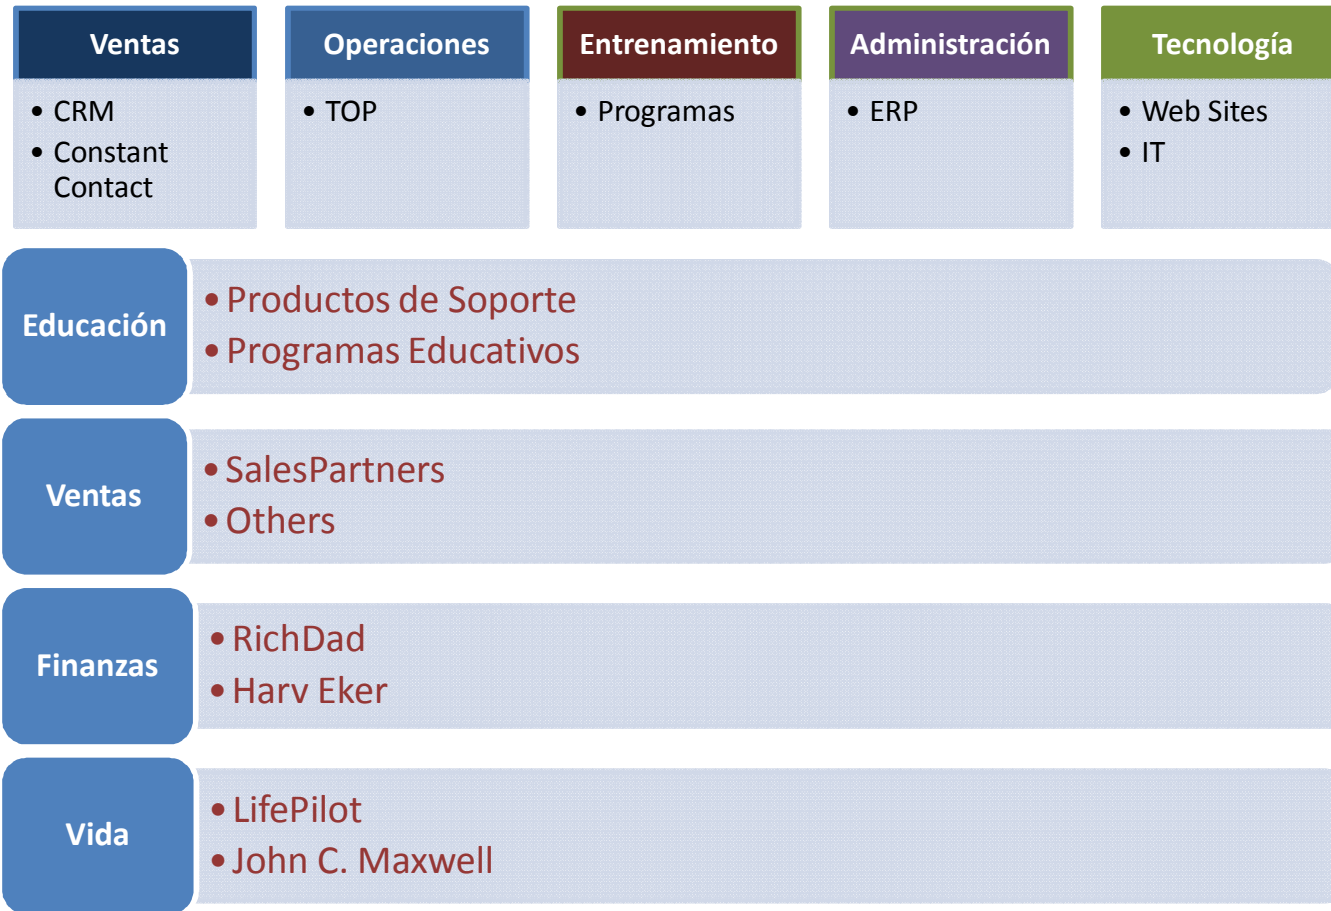 Ventas
• CRM
• Constant
Contact
Operaciones
• TOP
Entrenamiento
• Programas
Administración
• ERP
Tecnología
• Web Sites
• IT
Educación
• Productos de Soporte
• Programas Educativos
Ventas
• SalesPartners
• Others
Finanzas
• RichDad
• Harv Eker
Vida
• LifePilot
• John C. Maxwell